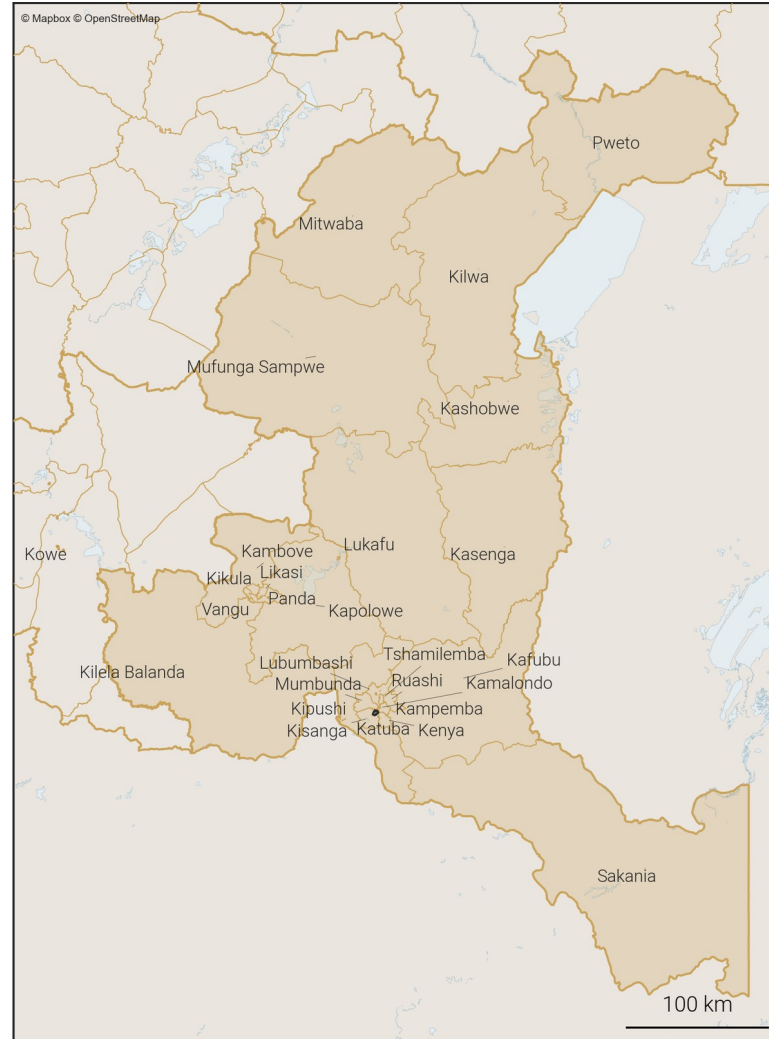 © Mapbox © OpenStreetMap
Pweto
Mitwaba
Kilwa
Mufunga Sampwe
Kashobwe
Lukafu
Kambove
Kasenga
Kowe
Likasi
Kikula
Panda
Vangu
Kapolowe
Tshamilemba
Kafubu
Lubumbashi
Kilela Balanda
Ruashi
Mumbunda
Kamalondo
Kipushi
Kampemba
Kisanga
Katuba
Kenya
Sakania
100 km